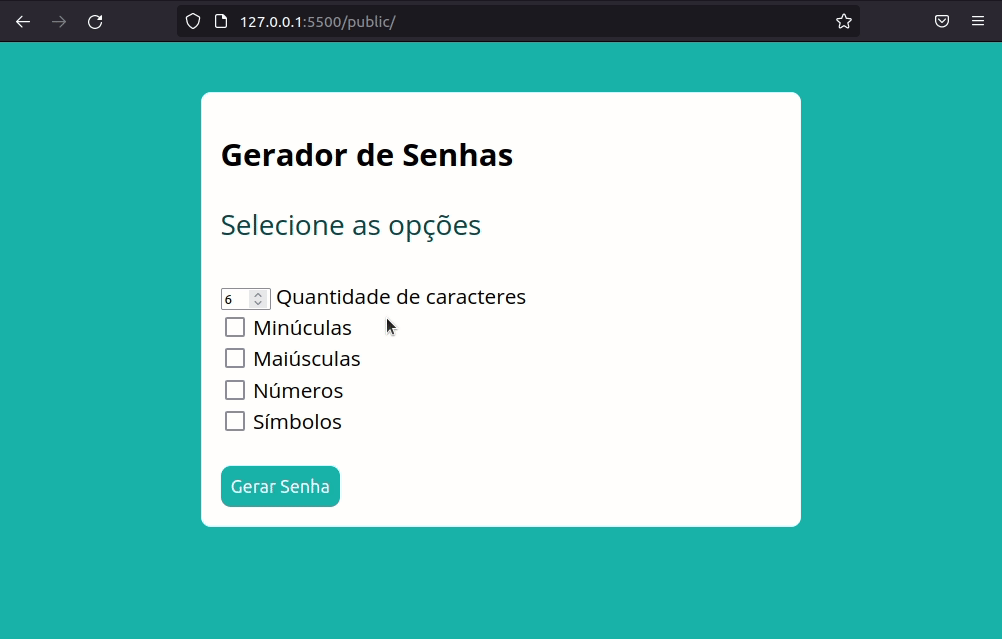 127.0.0.1:5500/public/
Gerador de Senhas
Selecione as opções
6 Quantidade de caracteres
Minúculas
Maiúsculas
Números
Símbolos
Gerar Senha